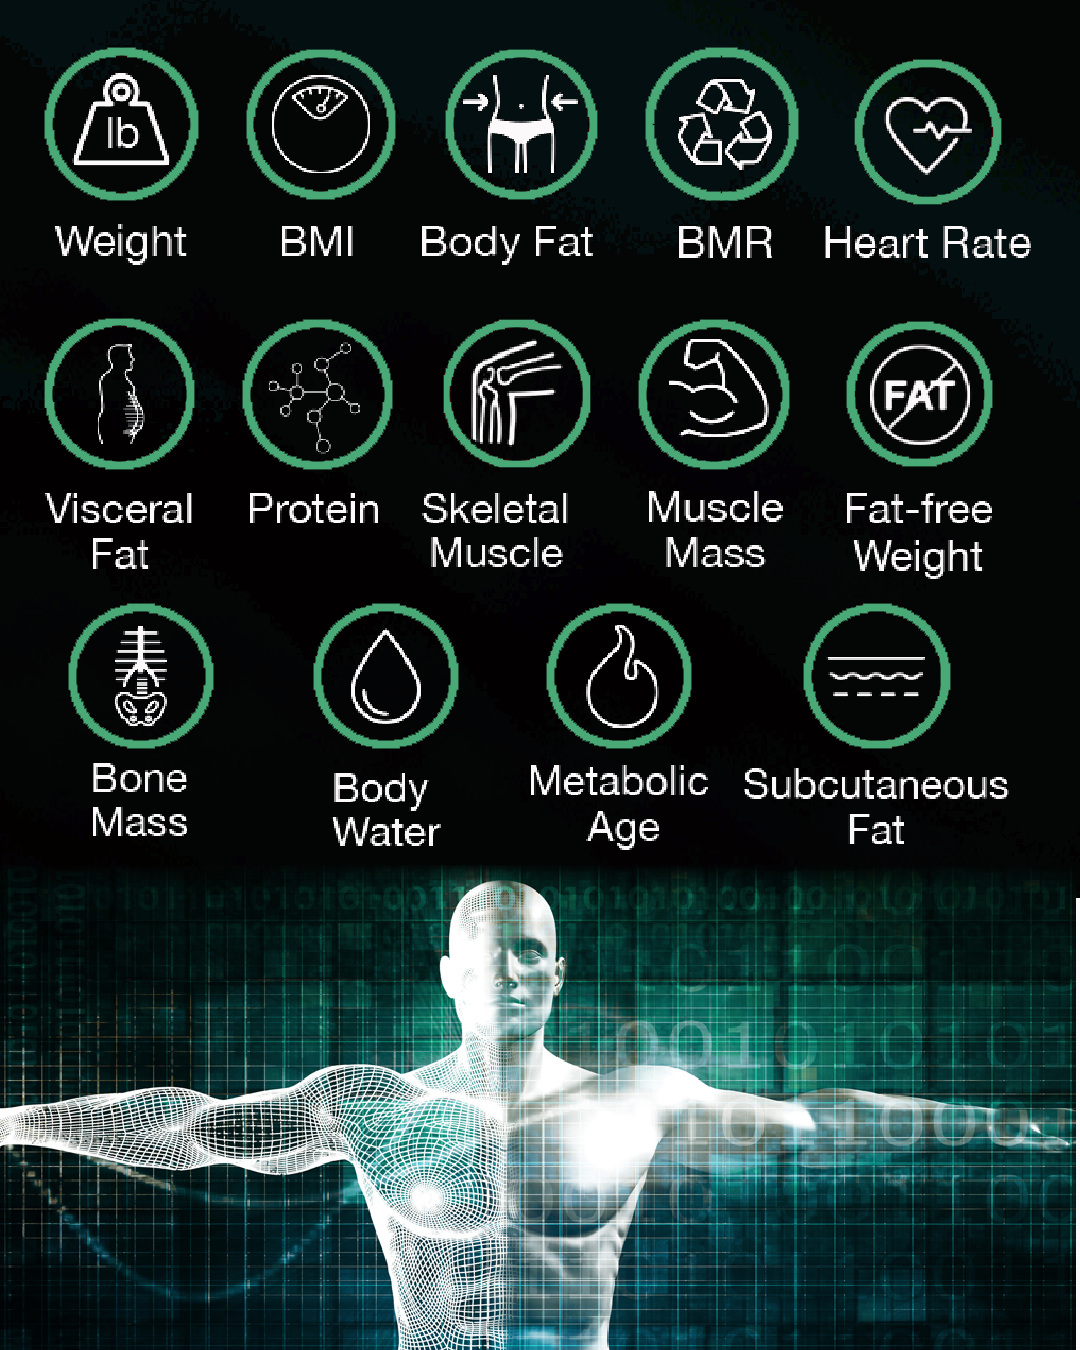 lb
Weight
BMI
Body Fat
BMR
Heart Rate
FAT
Visceral
Fat
Protein
Skeletal
Muscle
Muscle
Mass
Fat-free
Weight
Bone
Mass
Body
Water
Metabolic
Age
Subcutaneous
Fat